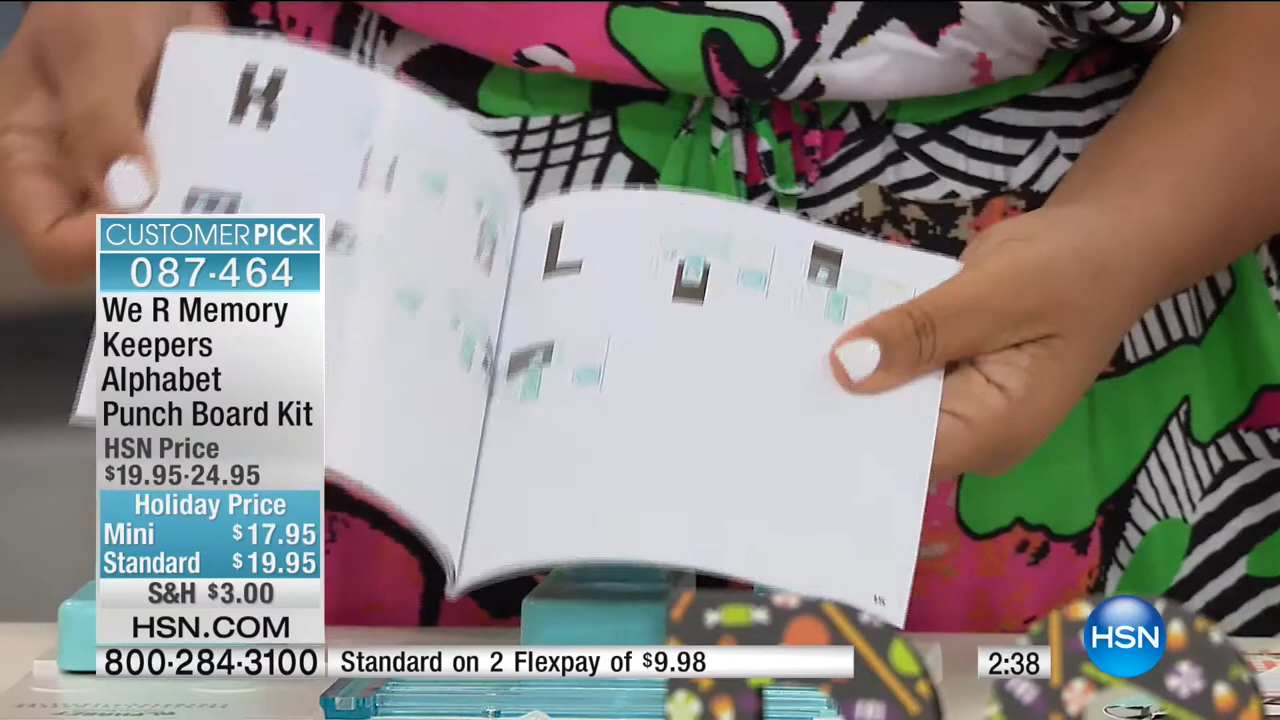 K
L
CUSTOMER PICK
087·464
We R Memory
Keepers
Alphabet
Punch Board Kit
HSN Price
$19.95-24.95
Holiday Price
Mini $17.95
Standard $19.95
S&H $3.00
HSN.COM
800·284·3100
Standard on 2 Flexpay of $9.98
2:38
HSN